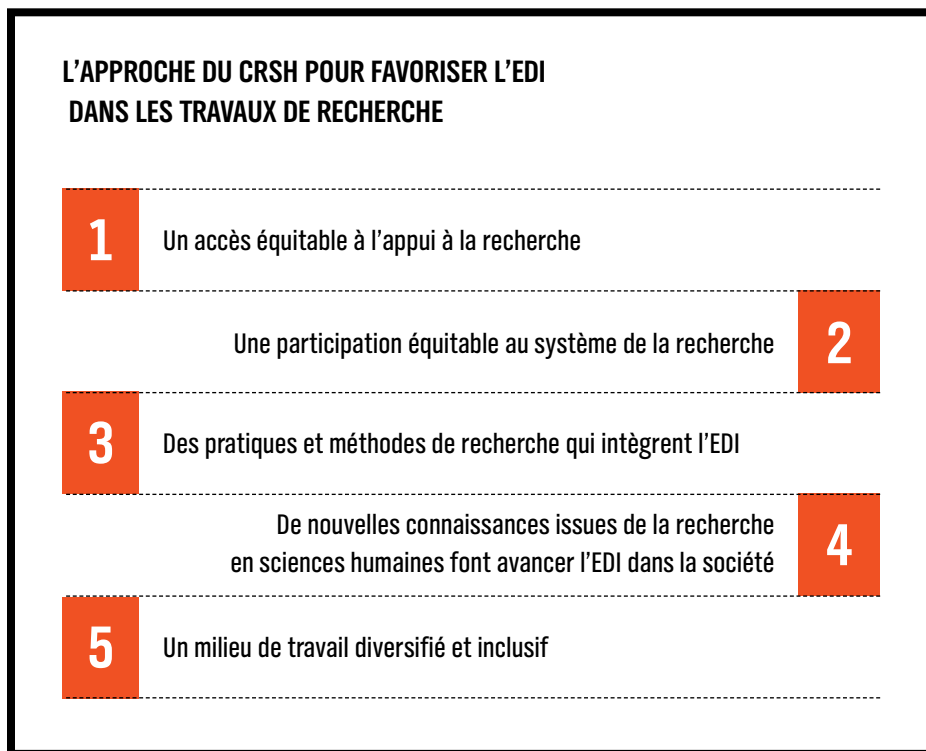 L’APPROCHE DU CRSH POUR FAVORISER L’EDI
DANS LES TRAVAUX DE RECHERCHE
1
Un accès équitable à l’appui à la recherche
Une participation équitable au système de la recherche
2
3
Des pratiques et méthodes de recherche qui intègrent l’EDI
De nouvelles connaissances issues de la recherche
en sciences humaines font avancer l’EDI dans la société
4
5
Un milieu de travail diversifié et inclusif